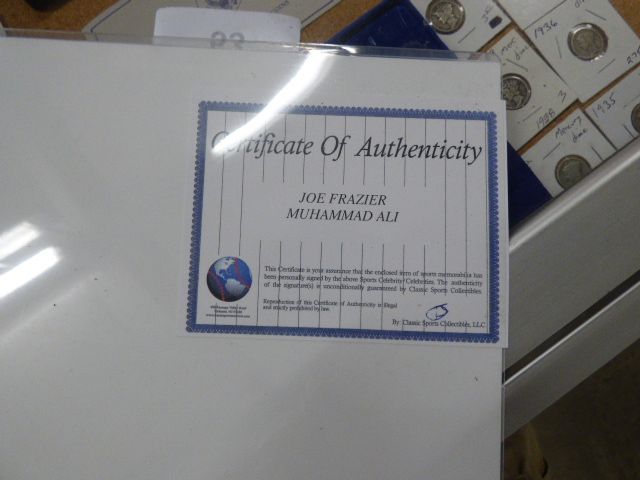 83
Certificate Of Authenticity
JOE FRAZIER
MUHAMMAD ALI
This Certificate is your assurance that the enclosed item of sports memorabilia has
been personally signed by the above Sports Celebrity/Celebrities. The authenticity
of the signature(s) is unconditionally guaranteed by Classic Sports Collectibles.
Reproduction of this Certificate of Authenticity is illegal
and strictly prohibited by law.
By: Classic Sports Collectibles, LLC
1936
1935
Mercury
dime